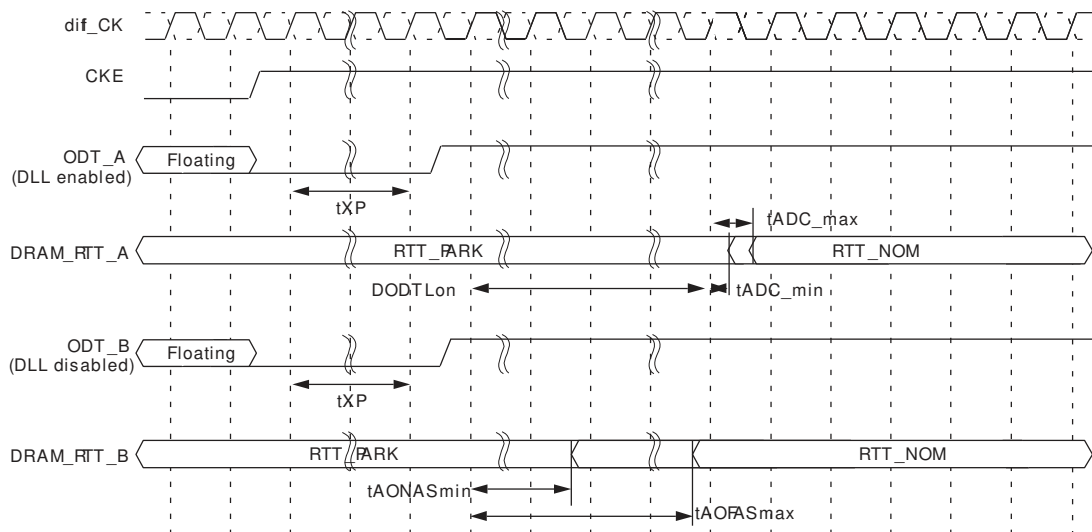 dif_CK
CKE
ODT_A
(DLL enabled)
Floating
tXP
tADC_max
DRAM_RTT_A
RTT_PARK
RTT_NOM
DODTLon
tADC_min
ODT_B
(DLL disabled)
Floating
tXP
DRAM_RTT_B
RTT_PARK
RTT_NOM
tAONASmin
tAOFASmax